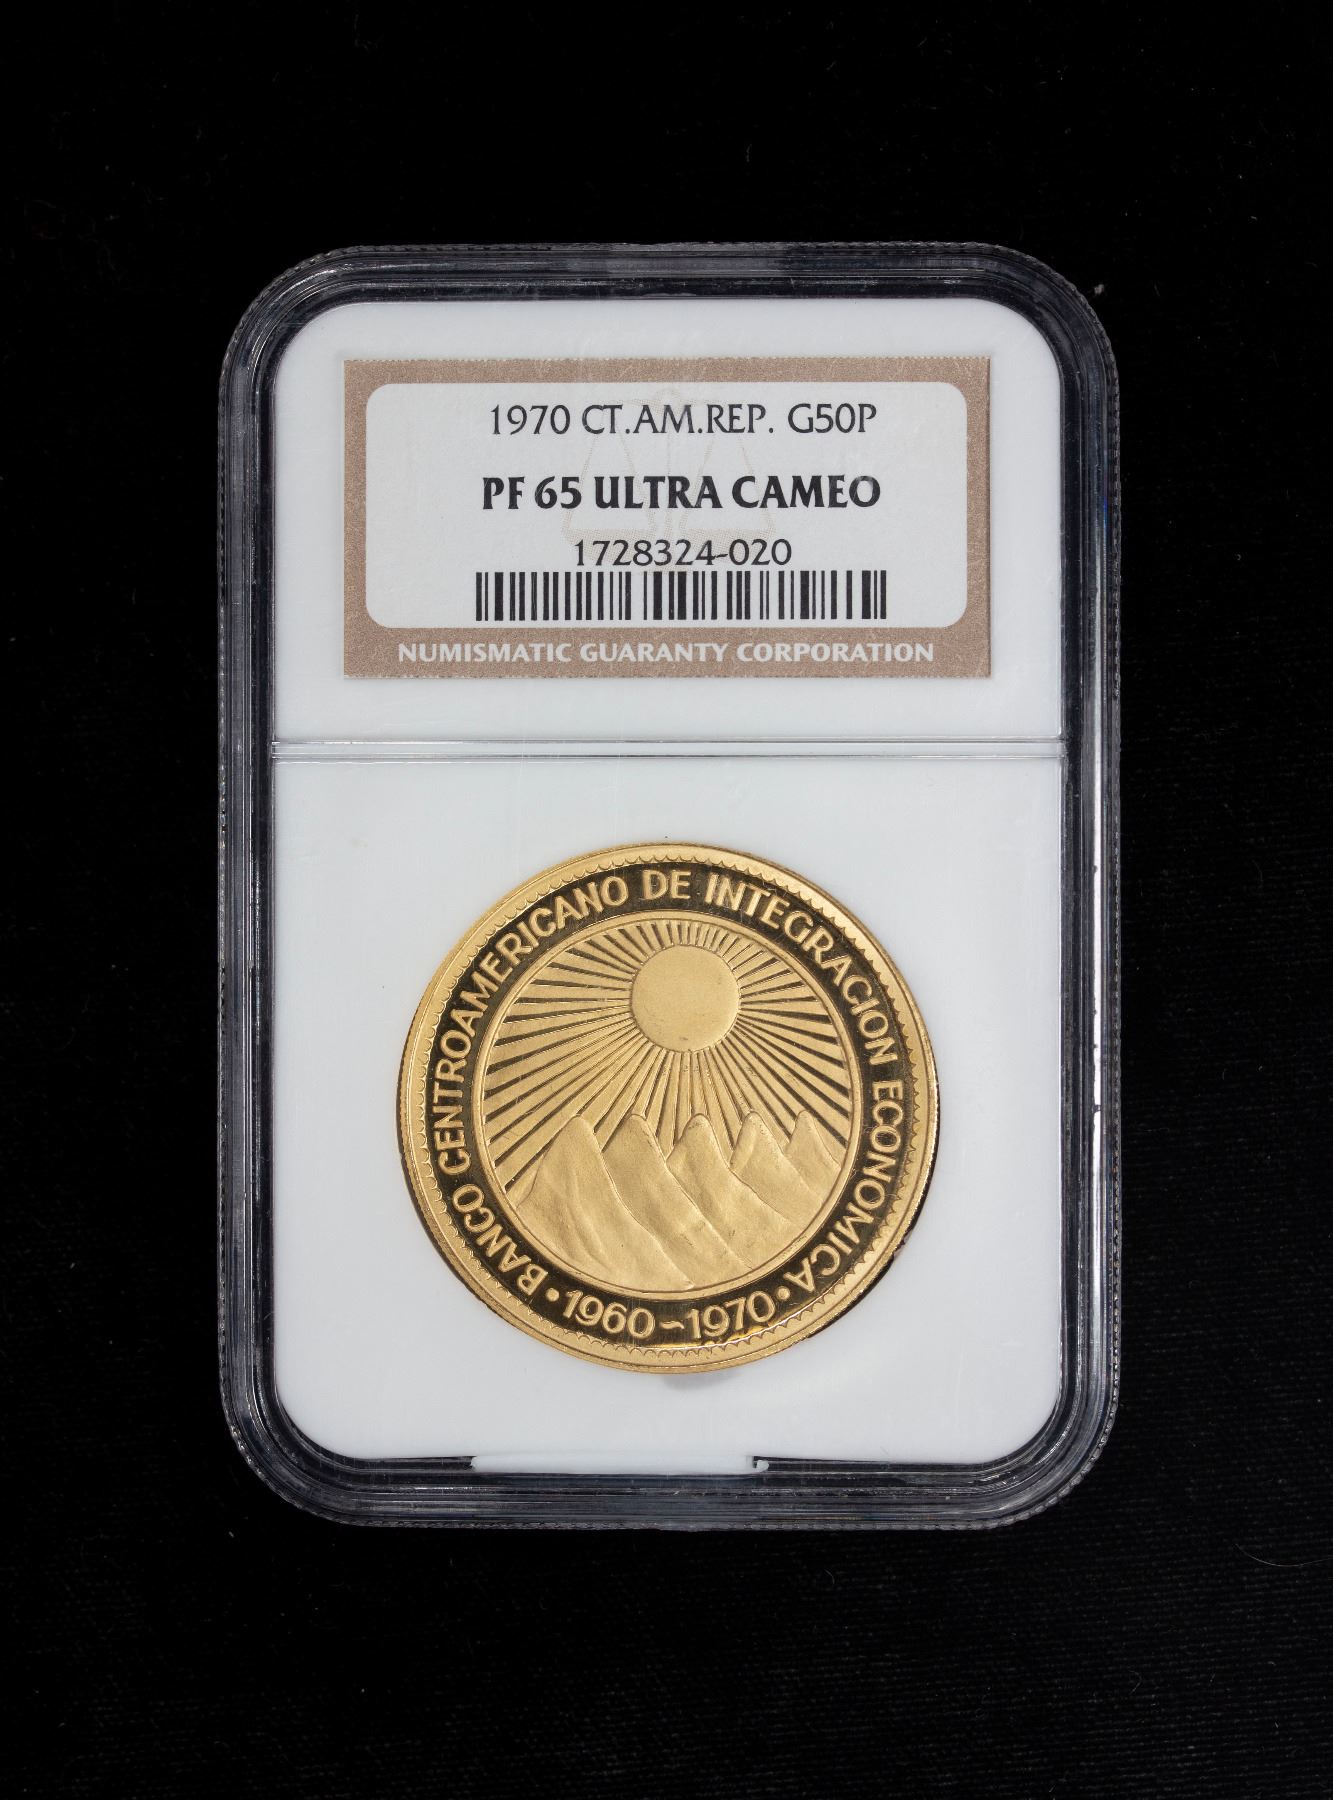 1970 CT.AM.REP. G50P
PF 65 ULTRA CAMEO
1728324-020
NUMISMATIC GUARANTY CORPORATION
BANCO CENTROAMERICANO DE INTEGRACION ECONOMICA
• 1960~1970 •